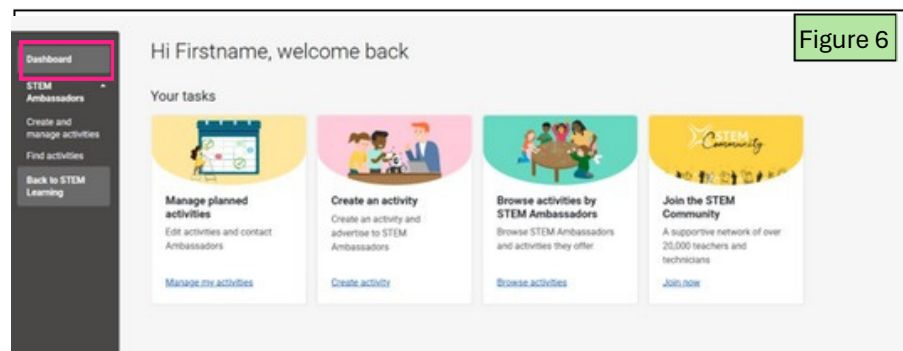 Figure 6
Dashboard
STEM
Ambassadors
Create and
manage activities
Find activities
Back to STEM
Learning
Hi Firstname, welcome back
Your tasks
Manage planned
activities
Edit activities and contact
Ambassadors
Manage my activities
Create an activity
Create an activity and
advertise to STEM
Ambassadors
Create activity
Browse activities by
STEM Ambassadors
Browse STEM Ambassadors
and activities they offer
Browse activities
STEM
Community
Join the STEM
Community
A supportive network of over
20,000 teachers and
technicians
Join now